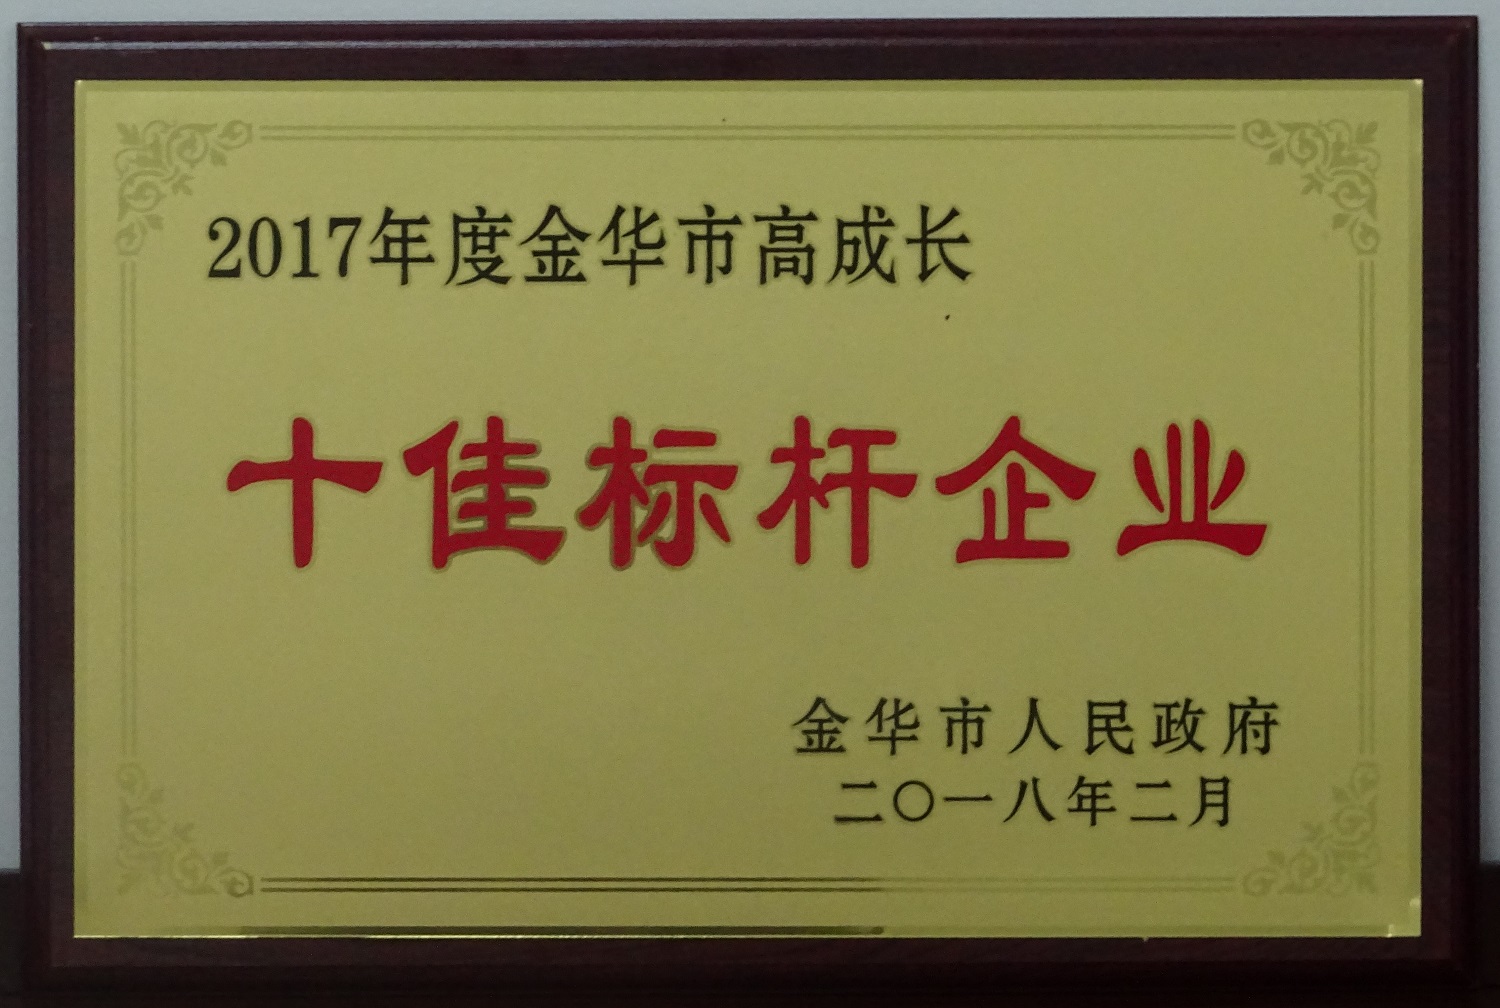 2017年度金华市高成长
十佳标杆企业
金华市人民政府
二〇一八年二月